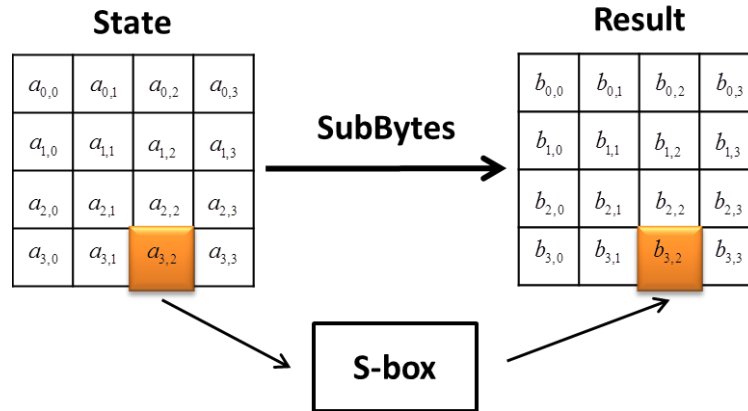 State
Result
a0,0 a0,1 a0,2 a0,3
a1,0 a1,1 a1,2 a1,3
a2,0 a2,1 a2,2 a2,3
a3,0 a3,1 a3,2 a3,3
SubBytes
b0,0 b0,1 b0,2 b0,3
b1,0 b1,1 b1,2 b1,3
b2,0 b2,1 b2,2 b2,3
b3,0 b3,1 b3,2 b3,3
S-box